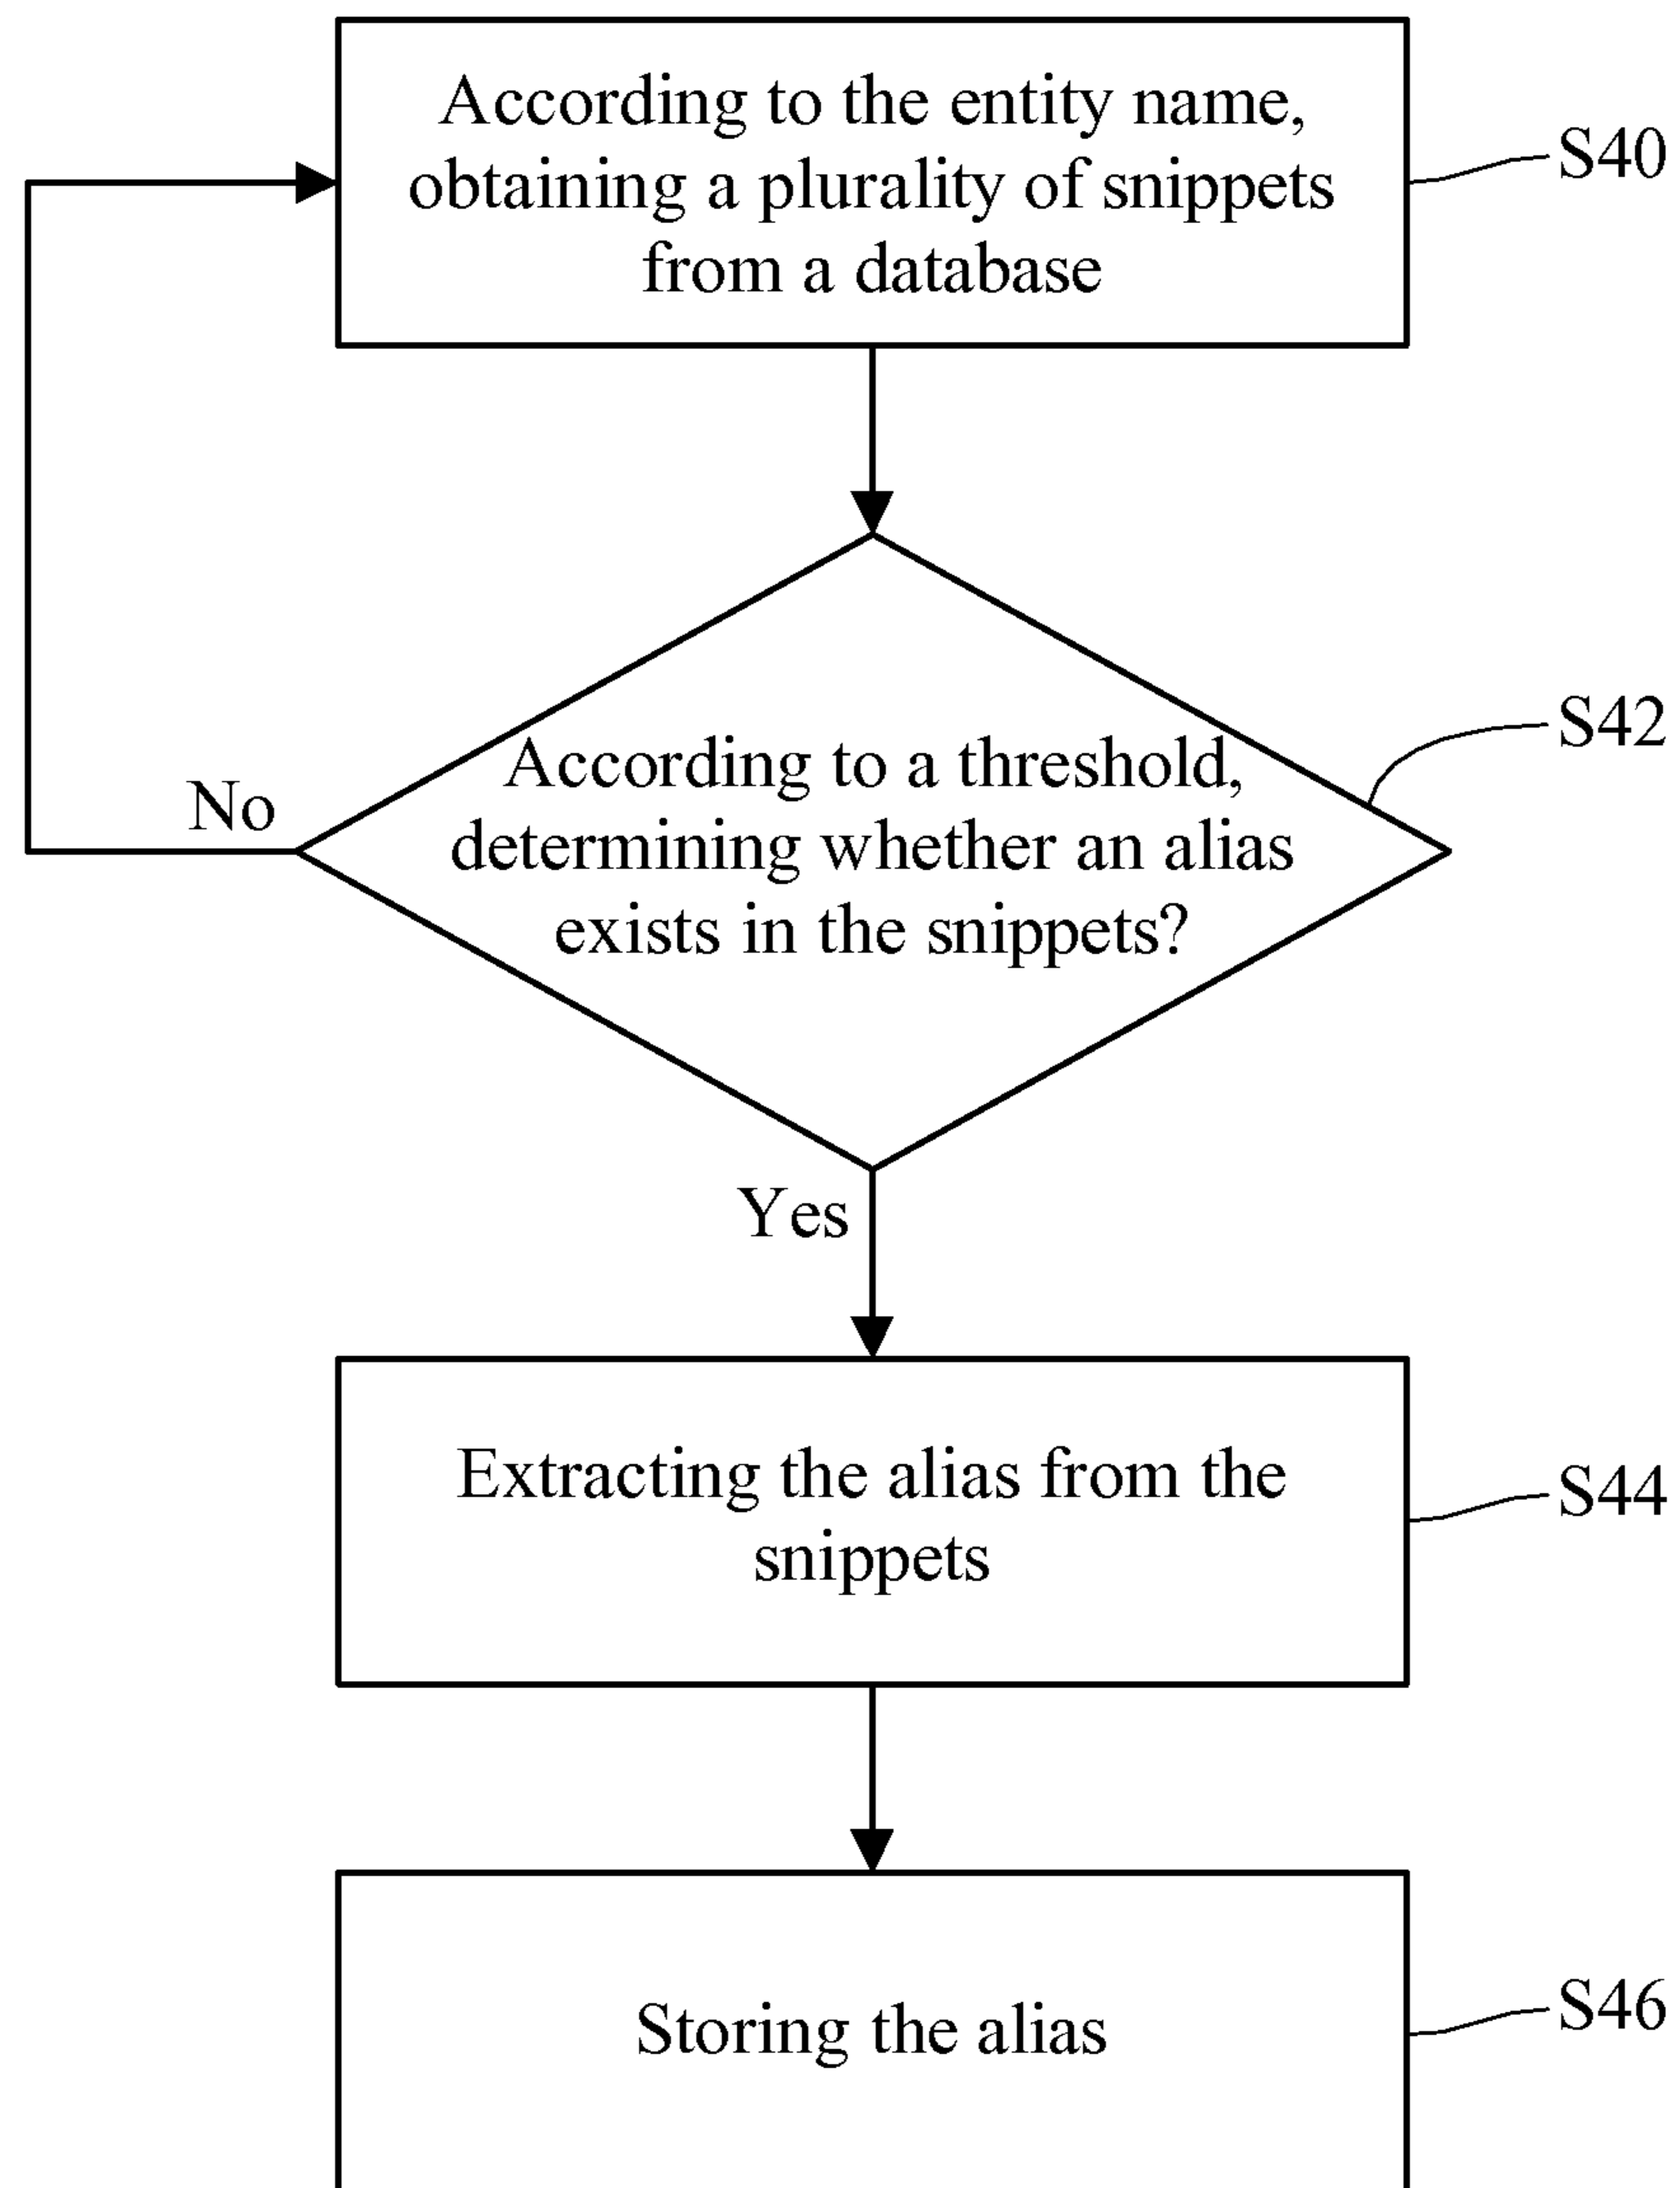 According to the entity name,
obtaining a plurality of snippets
from a database
S40
According to a threshold,
determining whether an alias
exists in the snippets?
S42
No
Yes
Extracting the alias from the
snippets
S44
Storing the alias
S46